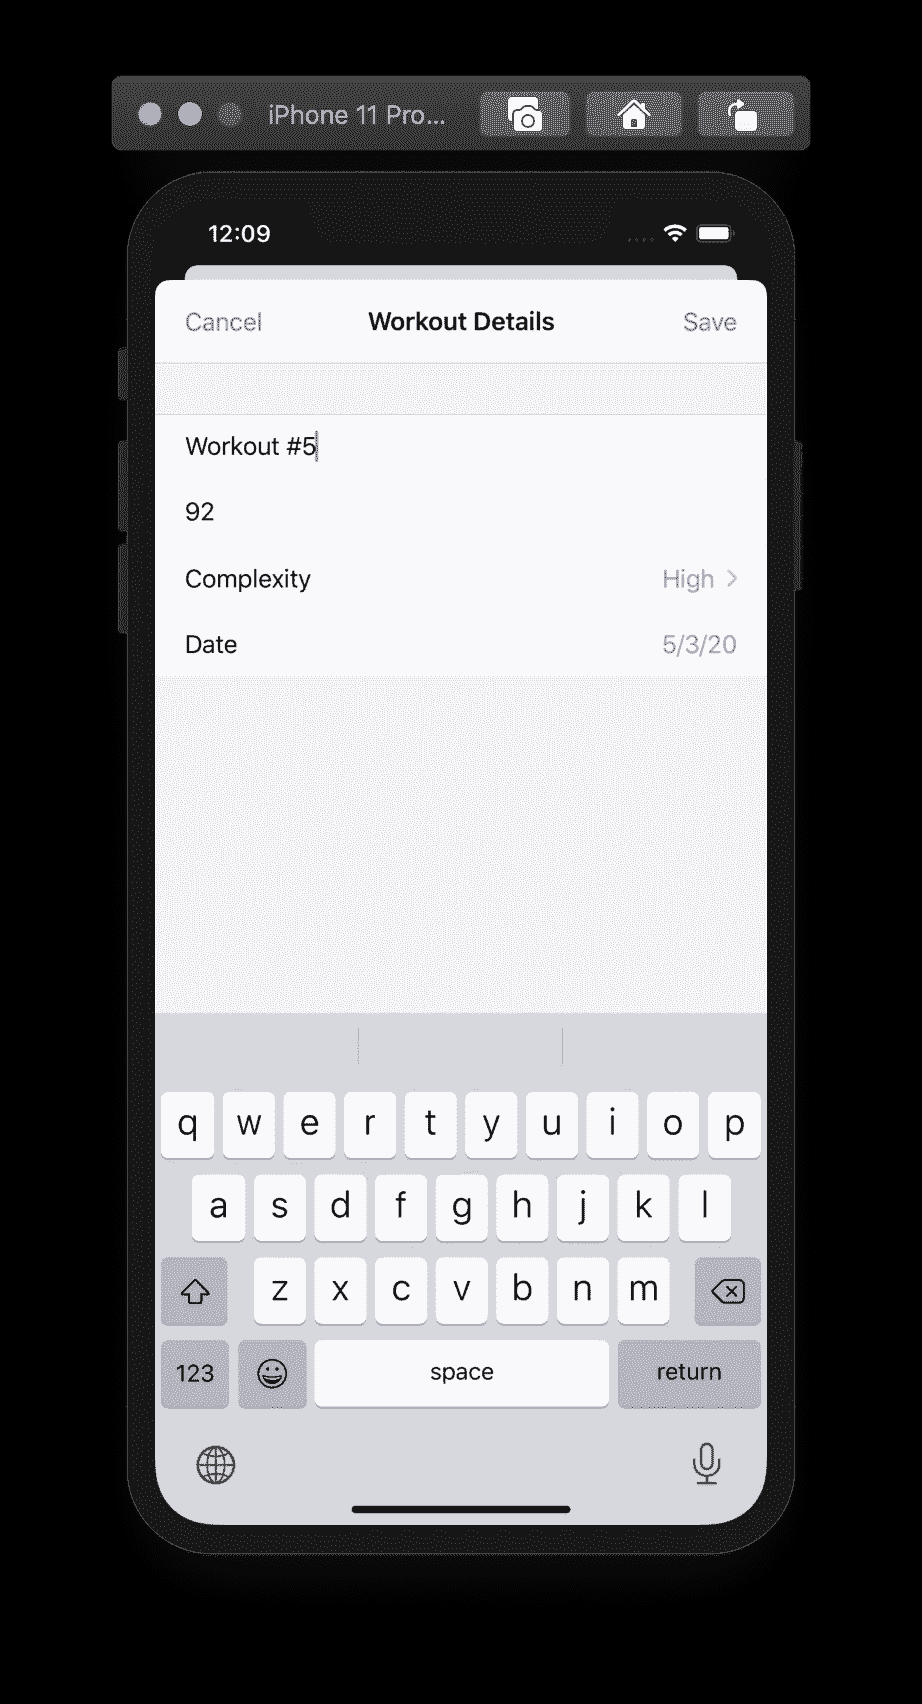 iPhone 11 Pro...
12:09
Cancel Workout Details Save
Workout #5
92
Complexity High
Date 5/3/20
q w e r t y u i o p
a s d f g h j k l
z x c v b n m
123 space return